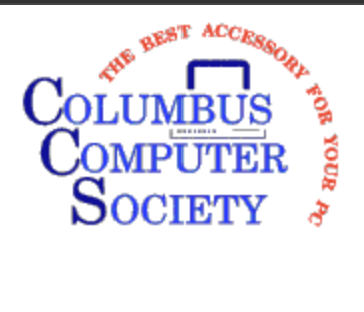 THE BEST ACCESSORY FOR YOUR PC
COLUMBUS
COMPUTER
SOCIETY